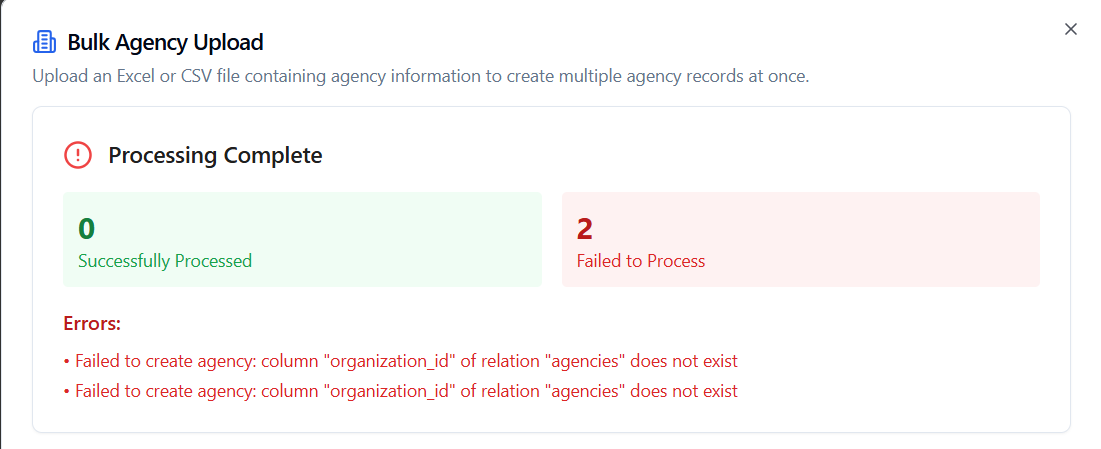 Bulk Agency Upload
Upload an Excel or CSV file containing agency information to create multiple agency records at once.
Processing Complete
0
Successfully Processed
2
Failed to Process
Errors:
• Failed to create agency: column "organization_id" of relation "agencies" does not exist
• Failed to create agency: column "organization_id" of relation "agencies" does not exist